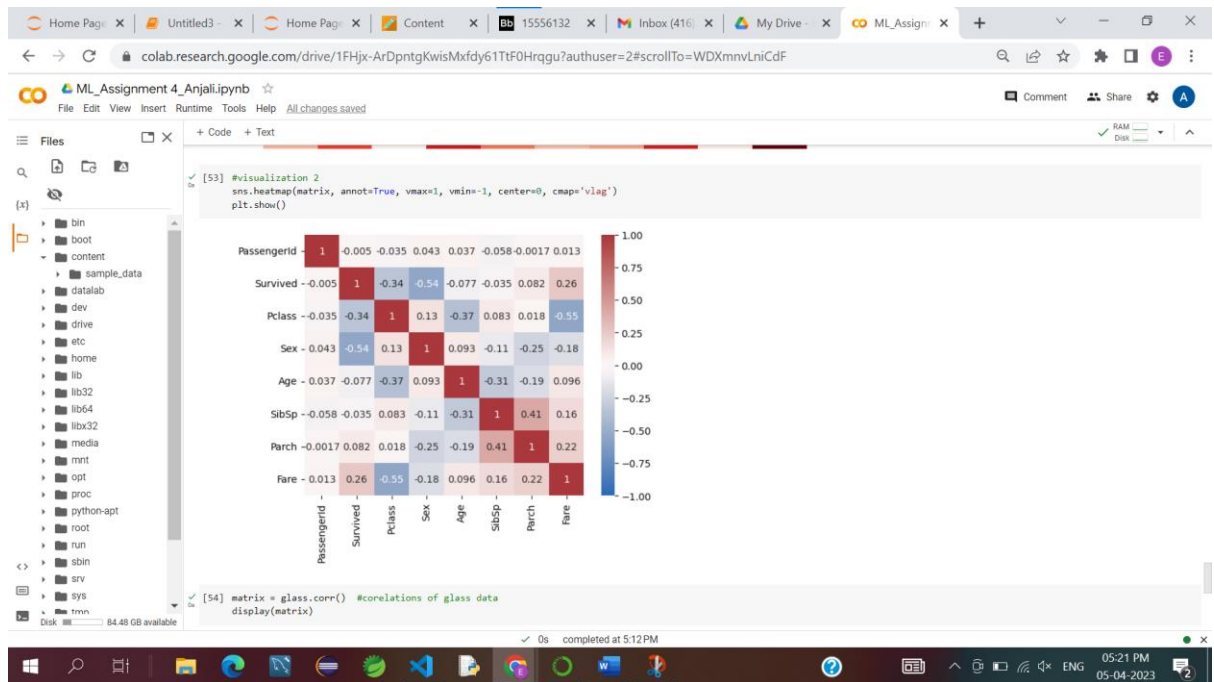 Home Page
Untitled3 -
Home Page
Content
Bb 15556132
Inbox (416)
My Drive -
CO ML_Assignm
colab.research.google.com/drive/1FHjx-ArDpntgKwisMxfdy61TtF0Hrqgu?authuser=2#scrollTo=WDXmnvLniCdF
E
CO ML_Assignment 4_Anjali.ipynb
Comment Share A
File Edit View Insert Runtime Tools Help All changes saved
Files
+ Code + Text
RAM
Disk
{x}
bin
boot
content
sample_data
datalab
dev
drive
etc
home
lib
lib32
lib64
libx32
media
mnt
opt
proc
python-apt
root
run
sbin
srv
sys
tmp
Disk 84.48 GB available
[53] #visualization 2
0s
sns.heatmap(matrix, annot=True, vmax=1, vmin=-1, center=0, cmap='vlag')
plt.show()
PassengerId - 1 -0.005 -0.035 0.043 0.037 -0.058 -0.0017 0.013
Survived - -0.005 1 -0.34 -0.54 -0.077 -0.035 0.082 0.26
Pclass - -0.035 -0.34 1 0.13 -0.37 0.083 0.018 -0.55
Sex - 0.043 -0.54 0.13 1 0.093 -0.11 -0.25 -0.18
Age - 0.037 -0.077 -0.37 0.093 1 -0.31 -0.19 0.096
SibSp - -0.058 -0.035 0.083 -0.11 -0.31 1 0.41 0.16
Parch - -0.0017 0.082 0.018 -0.25 -0.19 0.41 1 0.22
Fare - 0.013 0.26 -0.55 -0.18 0.096 0.16 0.22 1
PassengerId
Survived
Pclass
Sex
Age
SibSp
Parch
Fare
1.00
0.75
0.50
0.25
0.00
-0.25
-0.50
-0.75
-1.00
[54] matrix = glass.corr() #corelations of glass data
0s
display(matrix)
0s completed at 5:12 PM
ENG
05:21 PM
05-04-2023
2